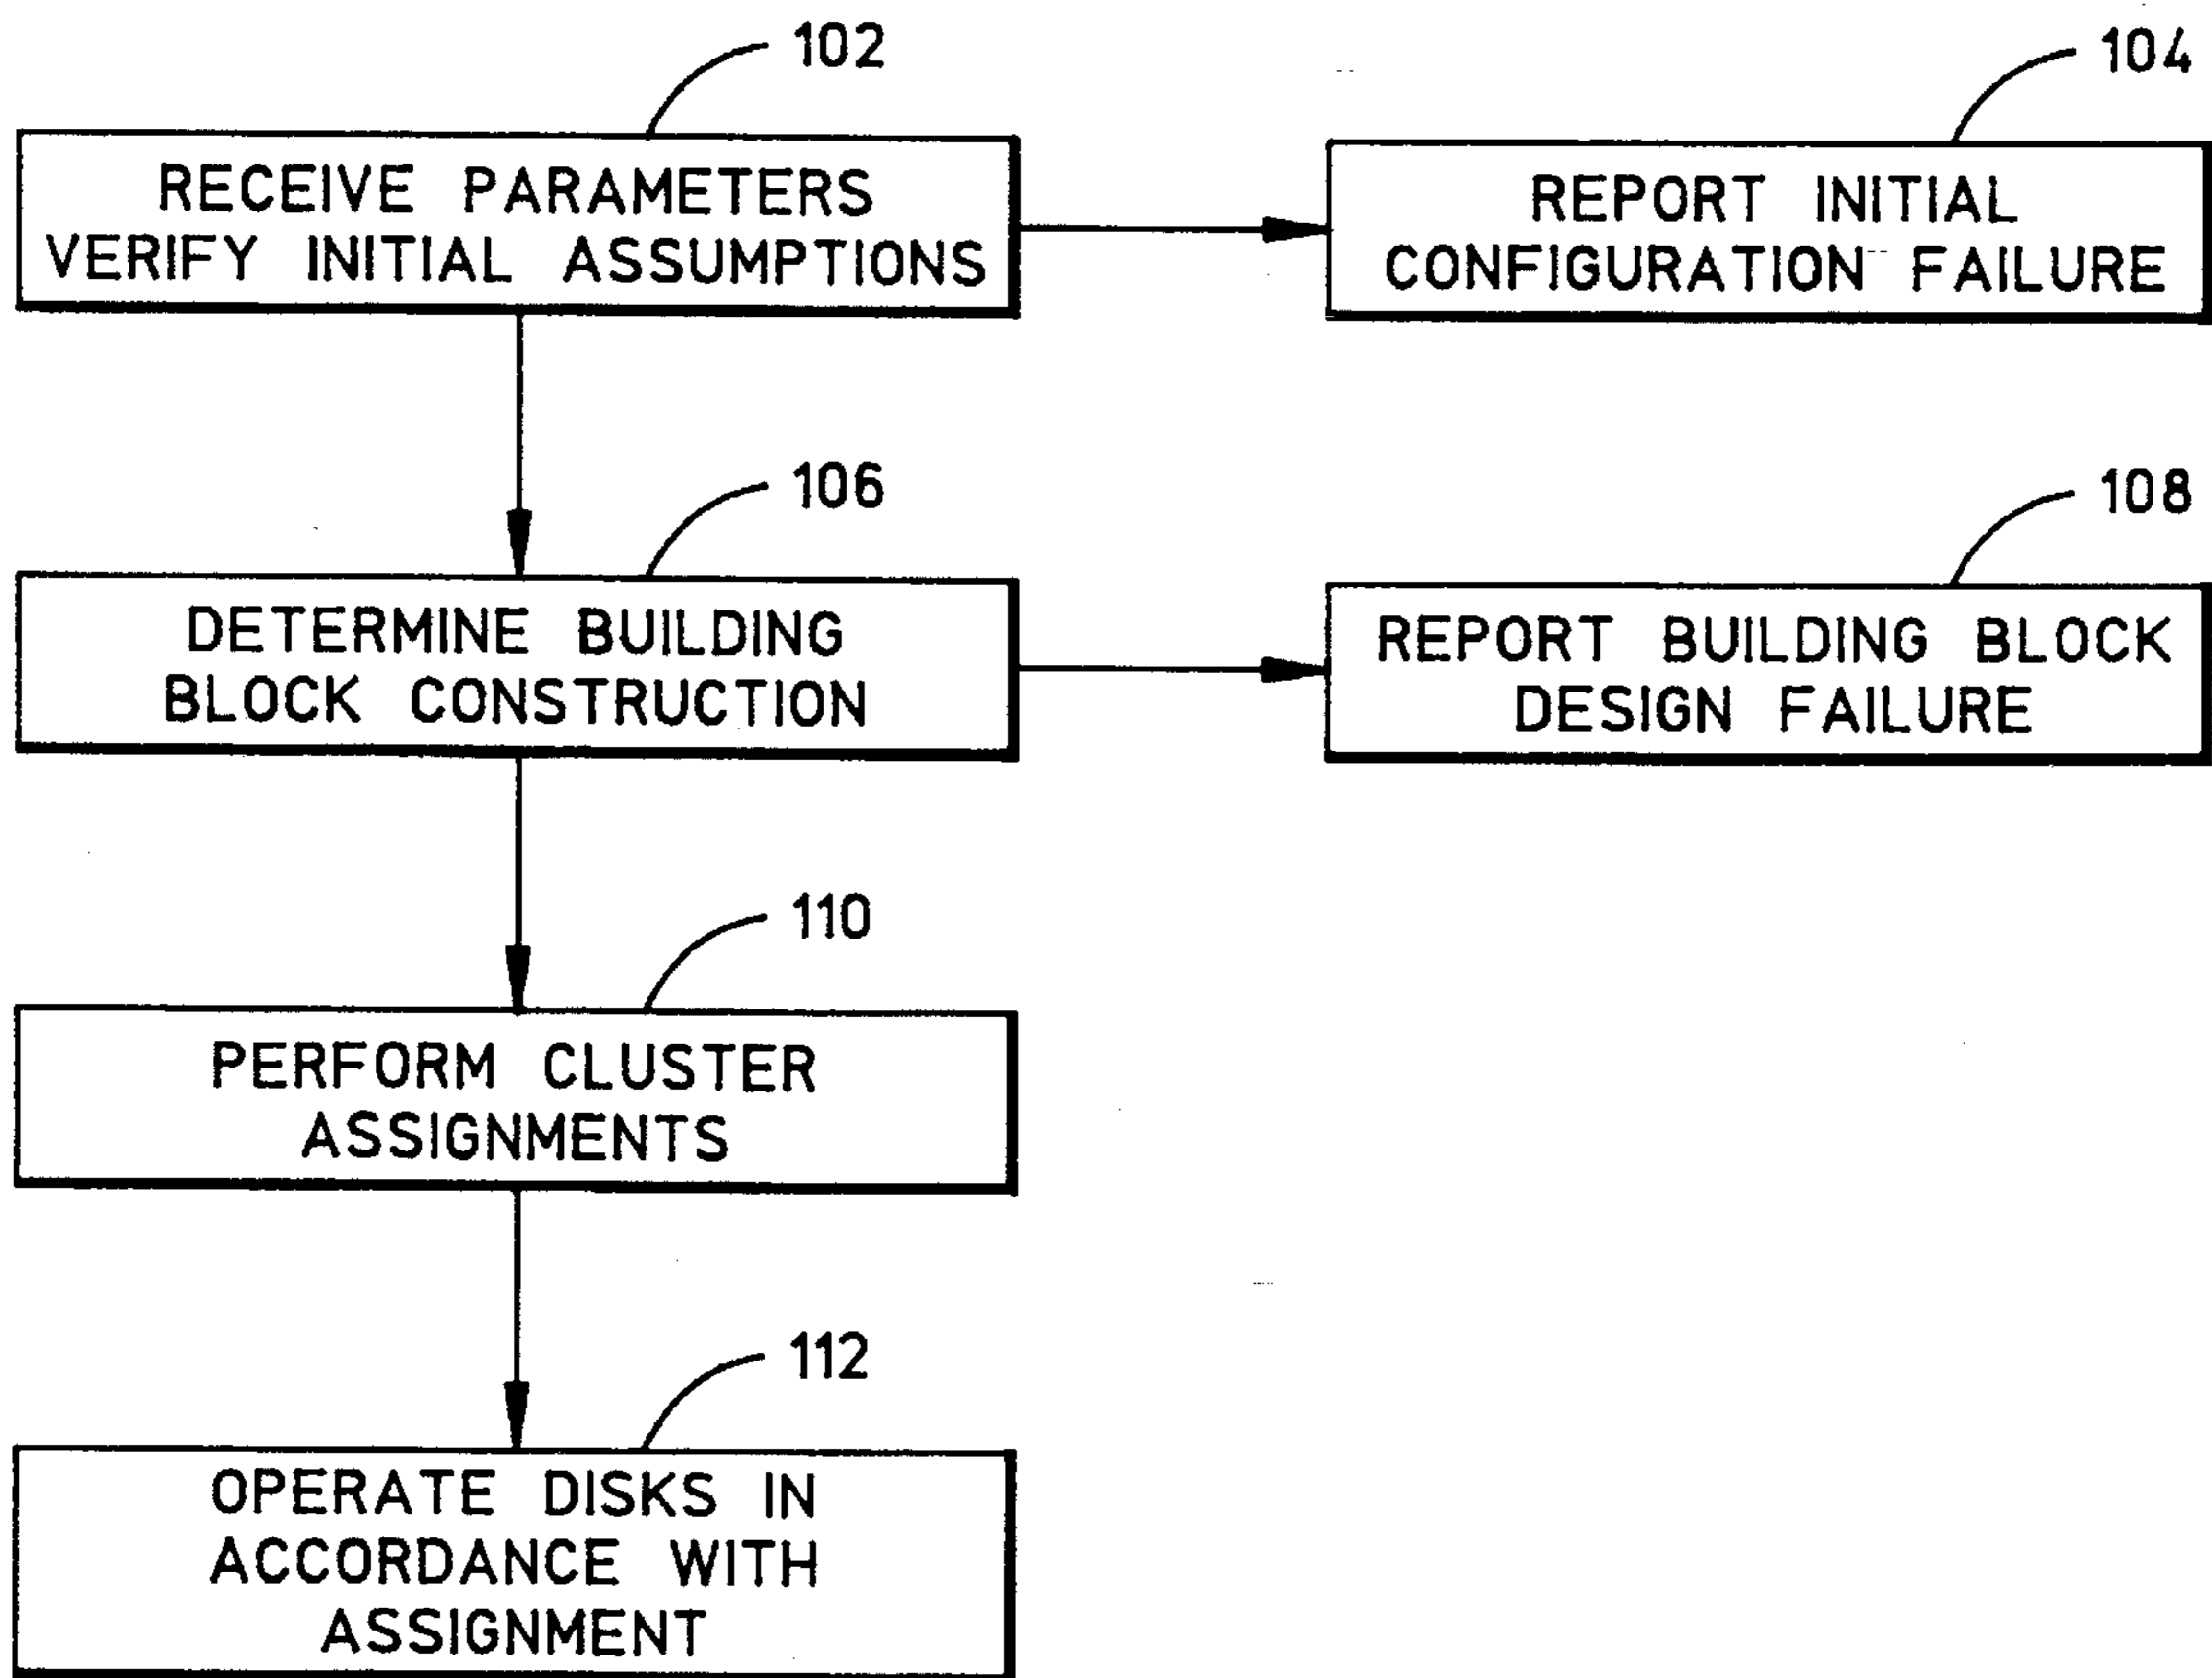 102
RECEIVE PARAMETERS
VERIFY INITIAL ASSUMPTIONS
104
REPORT INITIAL
CONFIGURATION FAILURE
106
DETERMINE BUILDING
BLOCK CONSTRUCTION
108
REPORT BUILDING BLOCK
DESIGN FAILURE
110
PERFORM CLUSTER
ASSIGNMENTS
112
OPERATE DISKS IN
ACCORDANCE WITH
ASSIGNMENT